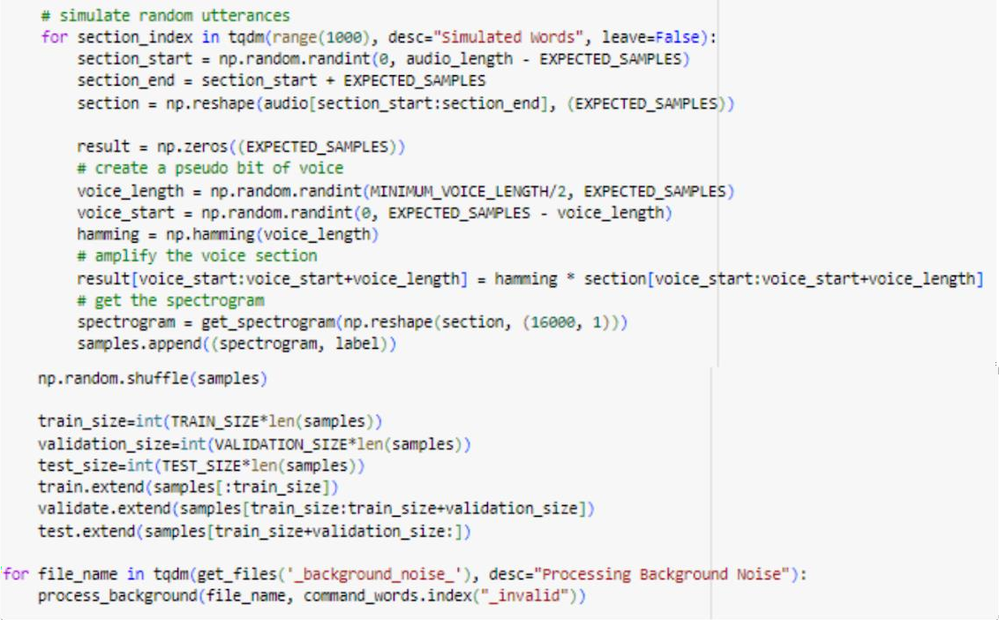 # simulate random utterances
for section_index in tqdm(range(1000), desc="Simulated Words", leave=False):
section_start = np.random.randint(0, audio_length - EXPECTED_SAMPLES)
section_end = section_start + EXPECTED_SAMPLES
section = np.reshape(audio[section_start:section_end], (EXPECTED_SAMPLES))
result = np.zeros((EXPECTED_SAMPLES))
# create a pseudo bit of voice
voice_length = np.random.randint(MINIMUM_VOICE_LENGTH/2, EXPECTED_SAMPLES)
voice_start = np.random.randint(0, EXPECTED_SAMPLES - voice_length)
hamming = np.hamming(voice_length)
# amplify the voice section
result[voice_start:voice_start+voice_length] = hamming * section[voice_start:voice_start+voice_length]
# get the spectrogram
spectrogram = get_spectrogram(np.reshape(section, (16000, 1)))
samples.append((spectrogram, label))
np.random.shuffle(samples)
train_size=int(TRAIN_SIZE*len(samples))
validation_size=int(VALIDATION_SIZE*len(samples))
test_size=int(TEST_SIZE*len(samples))
train.extend(samples[:train_size])
validate.extend(samples[train_size:train_size+validation_size])
test.extend(samples[train_size+validation_size:])
for file_name in tqdm(get_files('_background_noise_'), desc="Processing Background Noise"):
process_background(file_name, command_words.index("_invalid"))